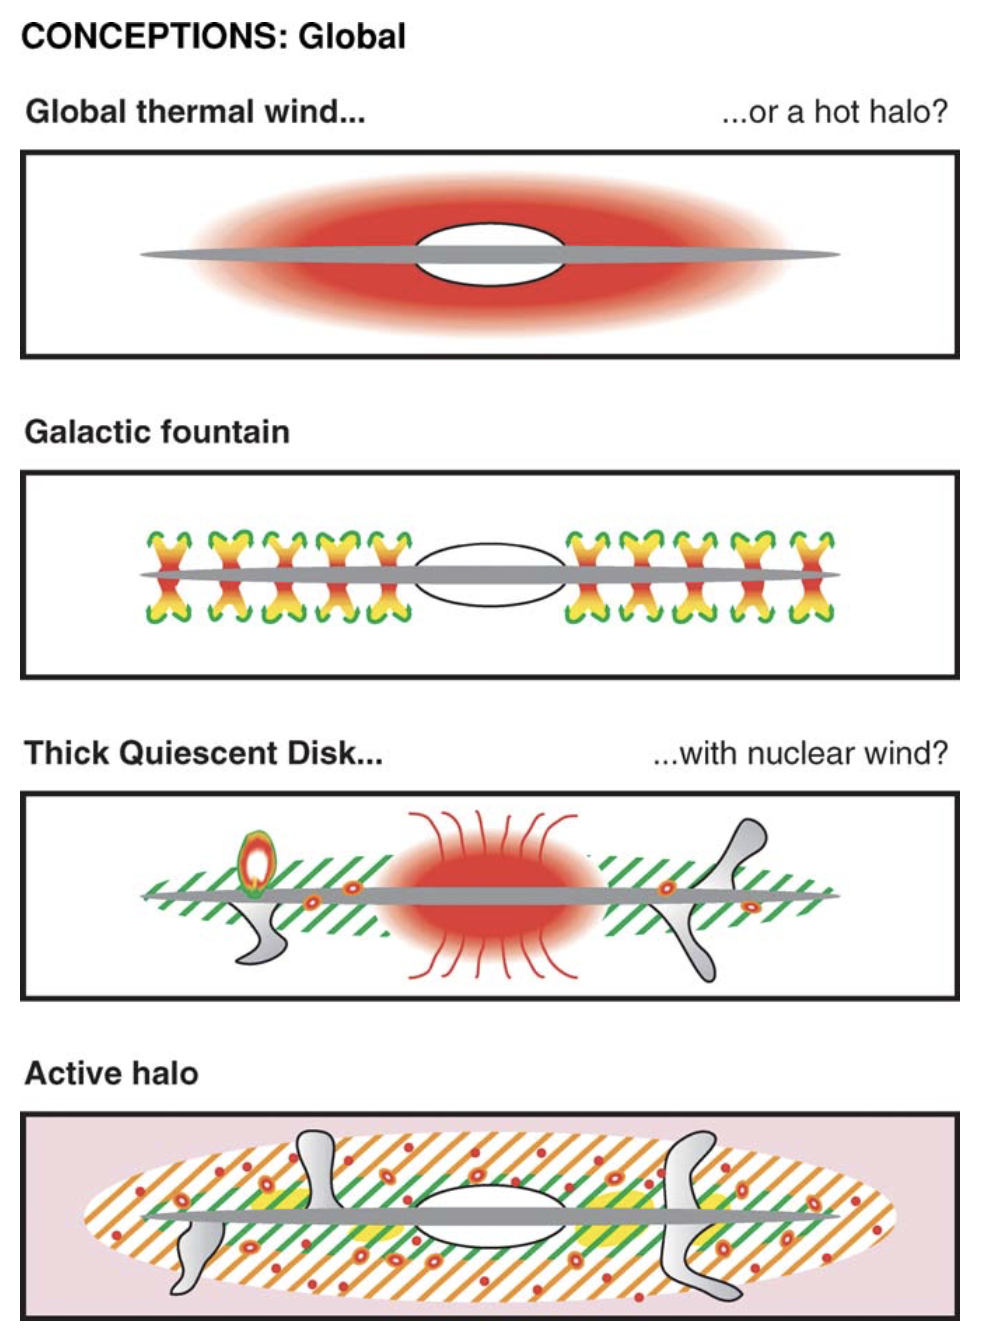 CONCEPTIONS: Global
Global thermal wind... ...or a hot halo?
Galactic fountain
Thick Quiescent Disk... ...with nuclear wind?
Active halo